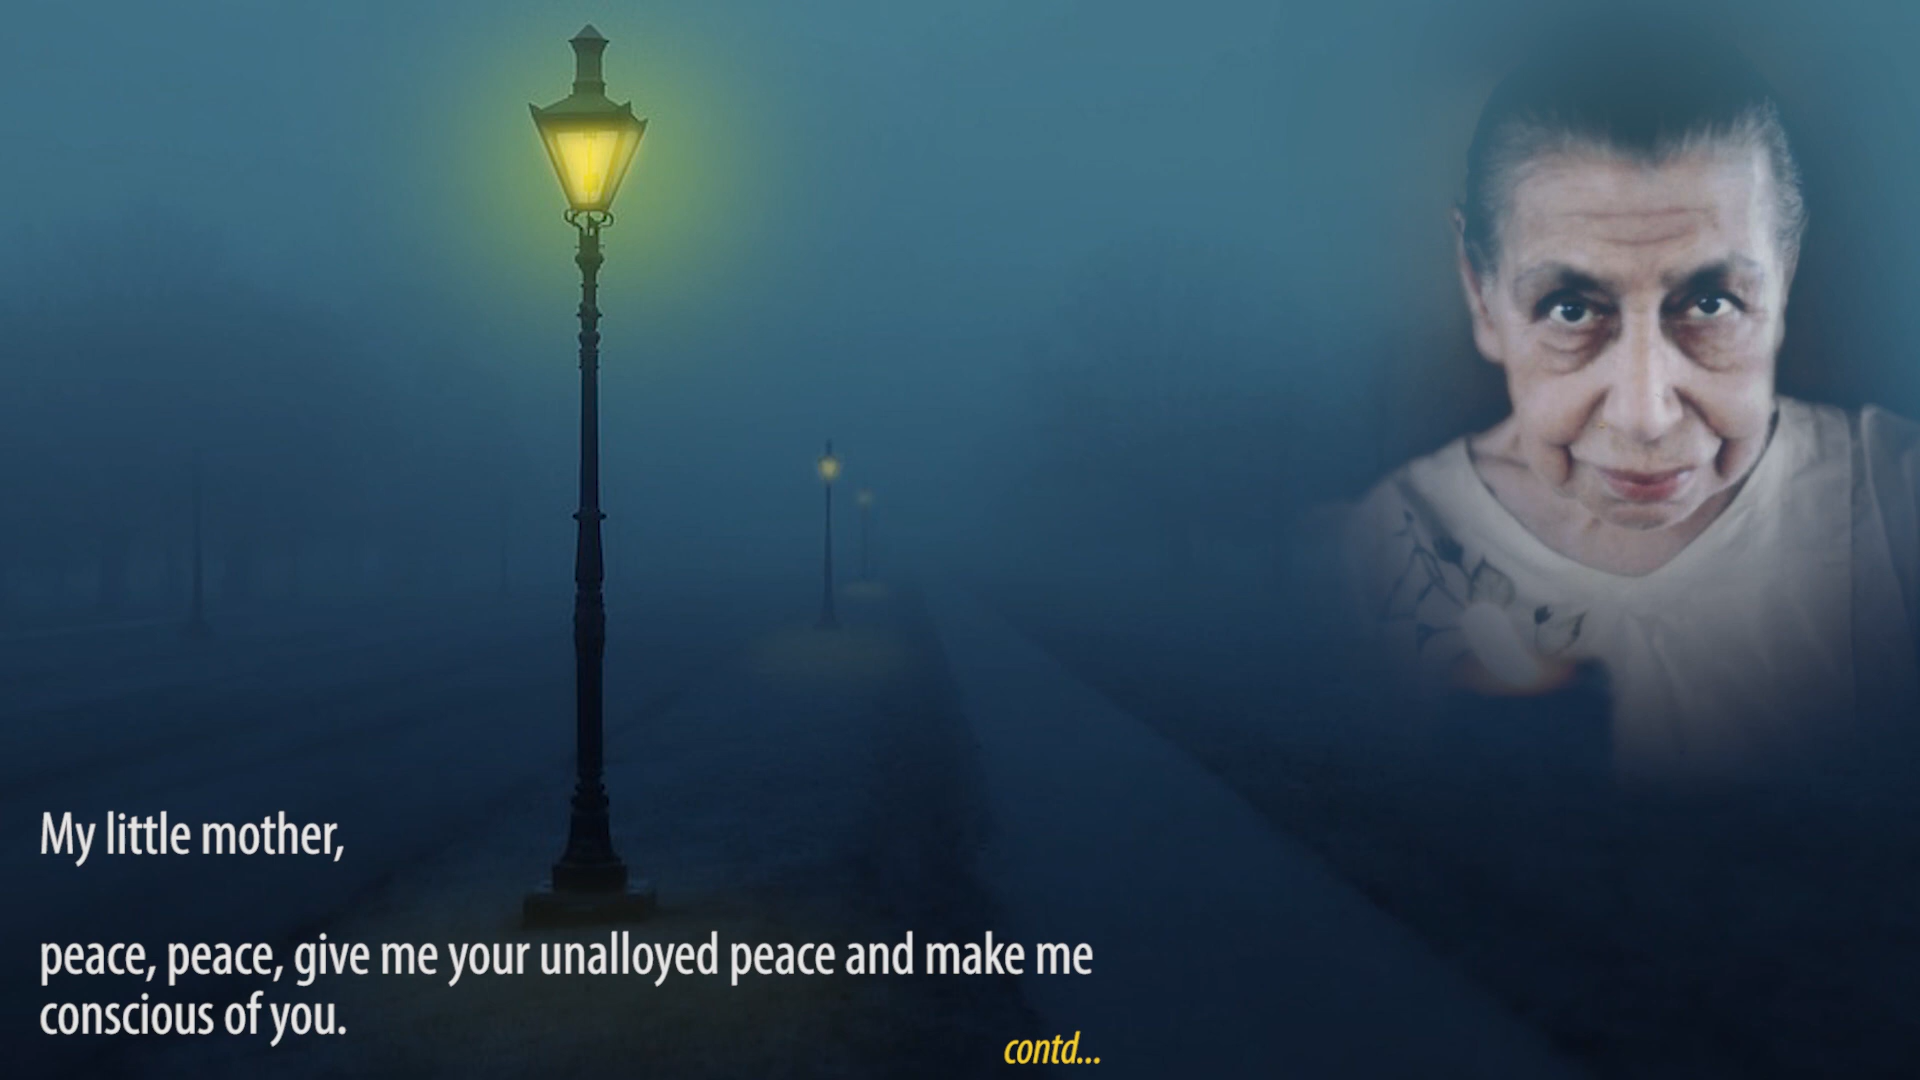 My little mother,
peace, peace, give me your unalloyed peace and make me
conscious of you.
contd...